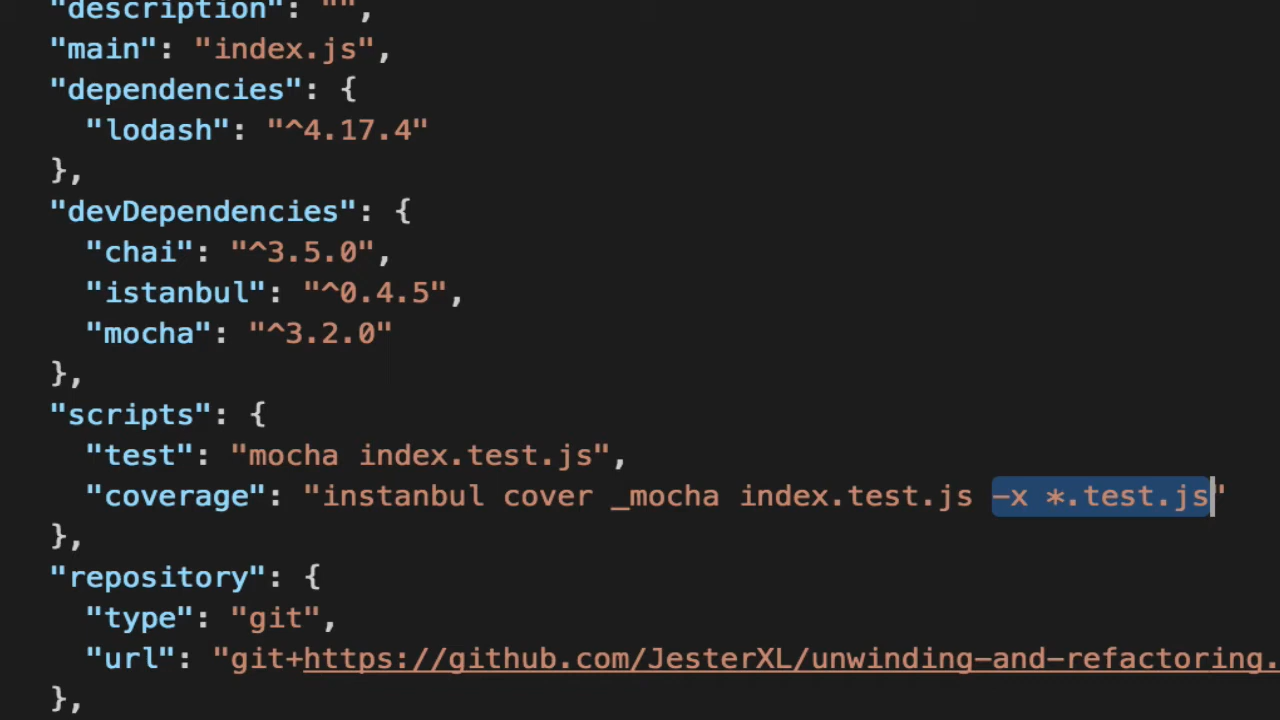 "description": "",
"main": "index.js",
"dependencies": {
"lodash": "^4.17.4"
},
"devDependencies": {
"chai": "^3.5.0",
"istanbul": "^0.4.5",
"mocha": "^3.2.0"
},
"scripts": {
"test": "mocha index.test.js",
"coverage": "instanbul cover _mocha index.test.js -x *.test.js"
},
"repository": {
"type": "git",
"url": "git+https://github.com/JesterXL/unwinding-and-refactoring.
},